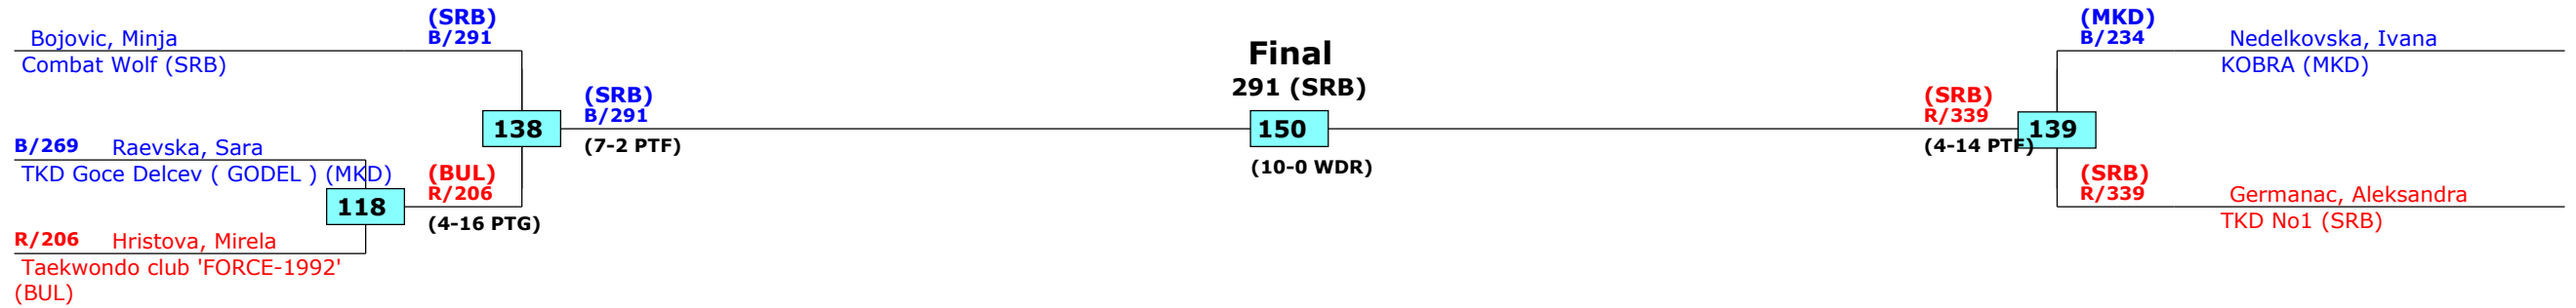 (SRB)
B/291
Bojovic, Minja
Combat Wolf (SRB)
138
(SRB)
B/291
(7-2 PTF)
B/269 Raevska, Sara
TKD Goce Delcev ( GODEL ) (MKD)
118
(BUL)
R/206
(4-16 PTG)
R/206 Hristova, Mirela
Taekwondo club 'FORCE-1992'
(BUL)
Final
291 (SRB)
150
(10-0 WDR)
(SRB)
R/339
(4-14 PTF)
139
(MKD)
B/234
Nedelkovska, Ivana
KOBRA (MKD)
(SRB)
R/339
Germanac, Aleksandra
TKD No1 (SRB)